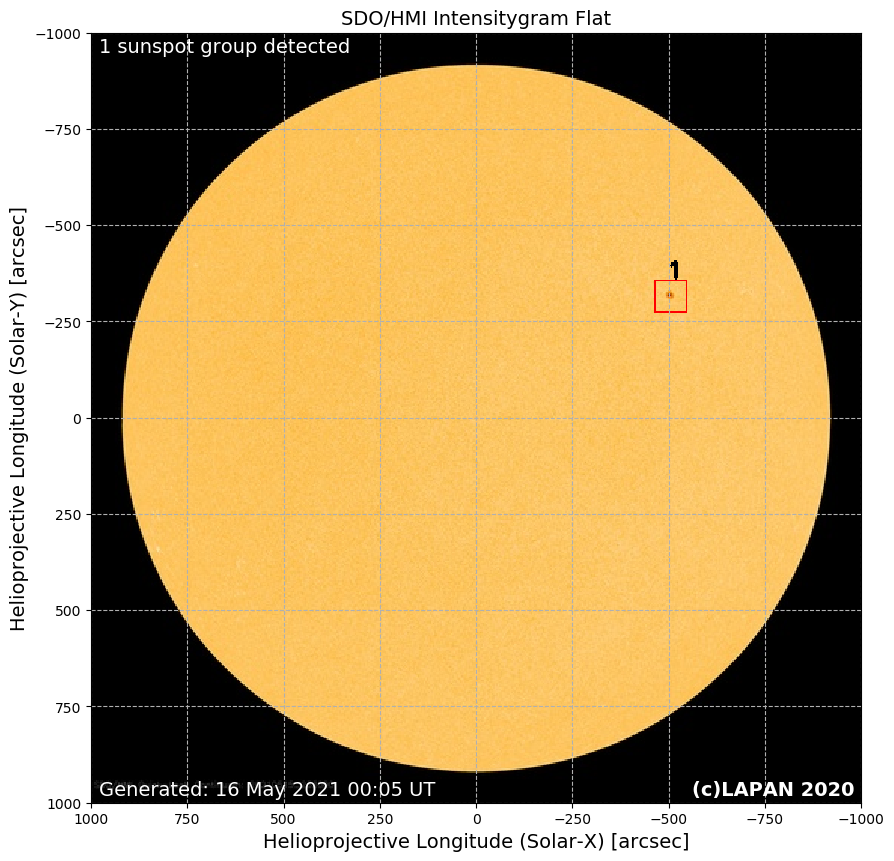 SDO/HMI Intensitygram Flat
1 sunspot group detected
−1000
−750
−500
−250
0
250
500
750
1000
Helioprojective Longitude (Solar-Y) [arcsec]
1
Generated: 16 May 2021 00:05 UT
(c)LAPAN 2020
1000 750 500 250 0 −250 −500 −750 −1000
Helioprojective Longitude (Solar-X) [arcsec]